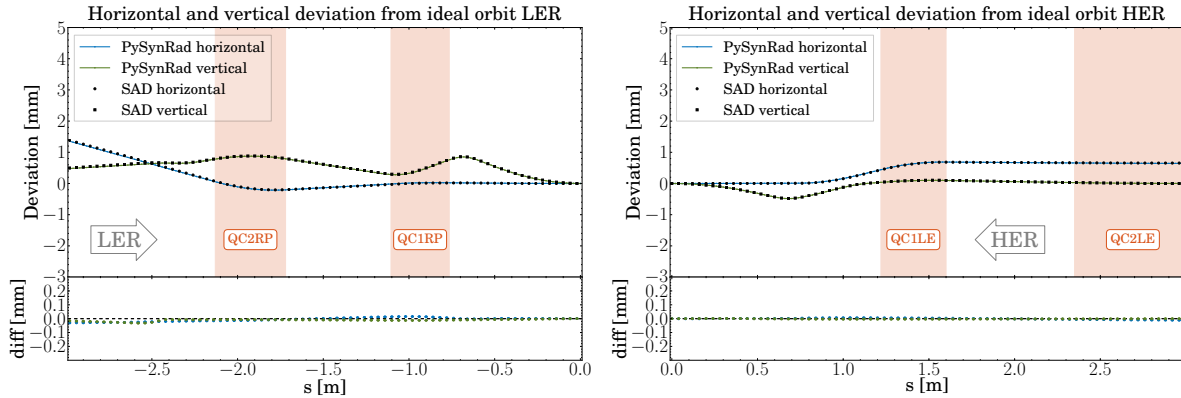 Horizontal and vertical deviation from ideal orbit LER
5
4
3
2
1
0
−1
−2
−3
Deviation [mm]
PySynRad horizontal
PySynRad vertical
SAD horizontal
SAD vertical
LER
QC2RP
QC1RP
0.2
0.1
0.0
−0.1
−0.2
diff [mm]
−2.5
−2.0
−1.5
−1.0
−0.5
0.0
s [m]
Horizontal and vertical deviation from ideal orbit HER
5
4
3
2
1
0
−1
−2
−3
Deviation [mm]
PySynRad horizontal
PySynRad vertical
SAD horizontal
SAD vertical
QC1LE
HER
QC2LE
0.2
0.1
0.0
−0.1
−0.2
diff [mm]
0.0
0.5
1.0
1.5
2.0
2.5
s [m]